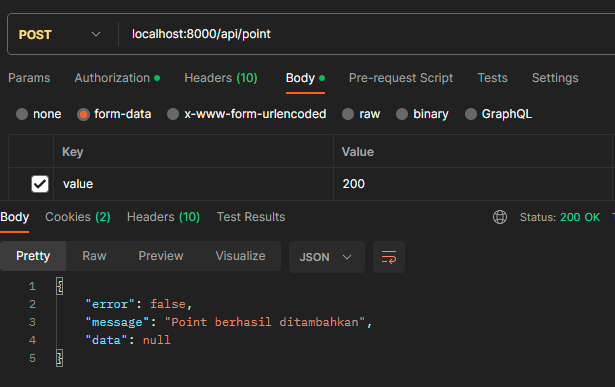 POST localhost:8000/api/point
Params Authorization Headers (10) Body Pre-request Script Tests Settings
none form-data x-www-form-urlencoded raw binary GraphQL
Key Value
value 200
Body Cookies (2) Headers (10) Test Results Status: 200 OK
Pretty Raw Preview Visualize JSON
1 {
2 "error": false,
3 "message": "Point berhasil ditambahkan",
4 "data": null
5 }